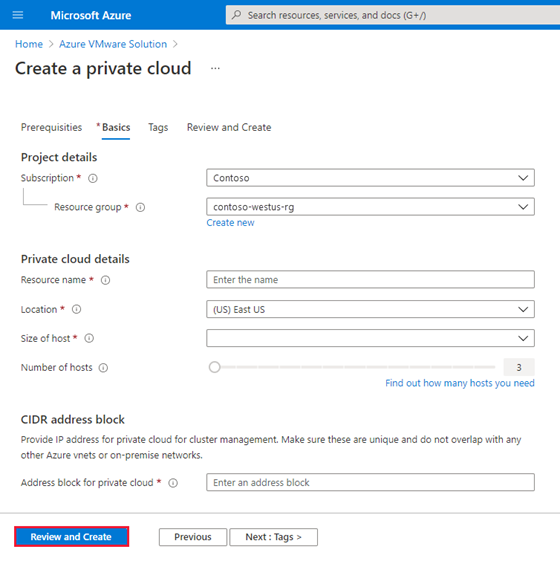 Microsoft Azure
Search resources, services, and docs (G+/)
Home > Azure VMware Solution >
Create a private cloud ...
Prerequisities * Basics Tags Review and Create
Project details
Subscription * Contoso
Resource group * contoso-westus-rg
Create new
Private cloud details
Resource name * Enter the name
Location * (US) East US
Size of host *
Number of hosts 3
Find out how many hosts you need
CIDR address block
Provide IP address for private cloud for cluster management. Make sure these are unique and do not overlap with any
other Azure vnets or on-premise networks.
Address block for private cloud * Enter an address block
Review and Create Previous Next : Tags >